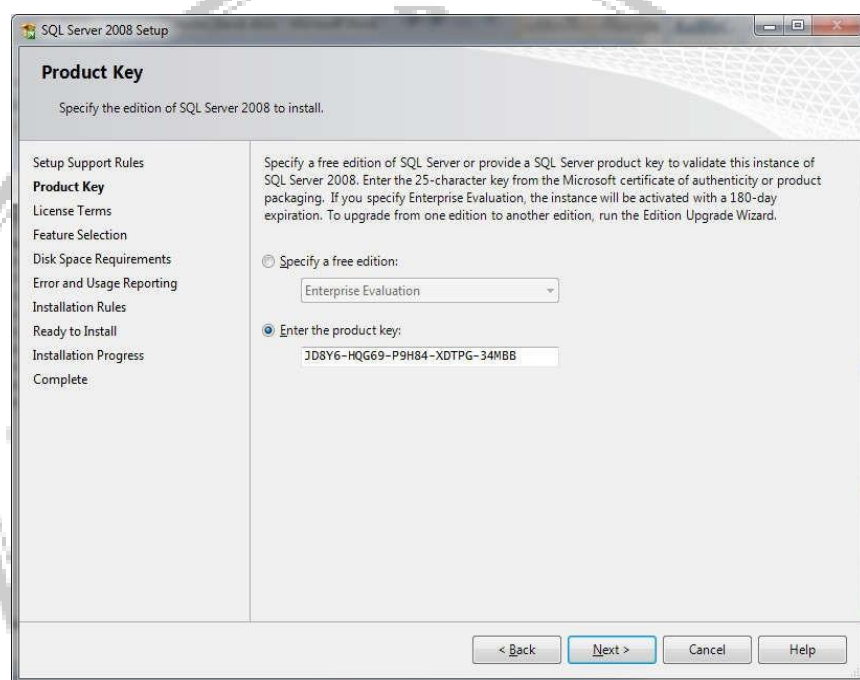 SQL Server 2008 Setup
Product Key
Specify the edition of SQL Server 2008 to install.
Setup Support Rules
Product Key
License Terms
Feature Selection
Disk Space Requirements
Error and Usage Reporting
Installation Rules
Ready to Install
Installation Progress
Complete
Specify a free edition of SQL Server or provide a SQL Server product key to validate this instance of
SQL Server 2008. Enter the 25-character key from the Microsoft certificate of authenticity or product
packaging. If you specify Enterprise Evaluation, the instance will be activated with a 180-day
expiration. To upgrade from one edition to another edition, run the Edition Upgrade Wizard.
Specify a free edition:
Enterprise Evaluation
Enter the product key:
JD8Y6-HQG69-P9H84-XDTPG-34MBB
< Back
Next >
Cancel
Help